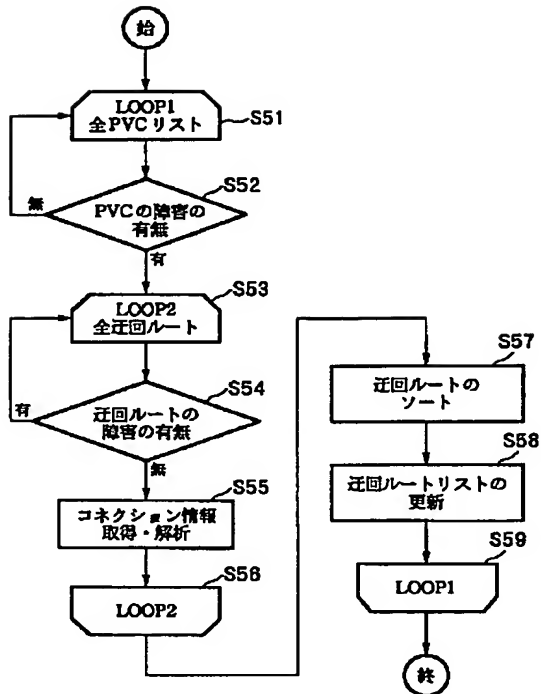 始
LOOP1
全PVCリスト
S51
S52
PVCの障害の
有無
無
有
S53
LOOP2
全迂回ルート
S54
迂回ルートの
障害の有無
有
無
S55
コネクション情報
取得・解析
S56
LOOP2
S57
迂回ルートの
ソート
S58
迂回ルートリストの
更新
S59
LOOP1
終